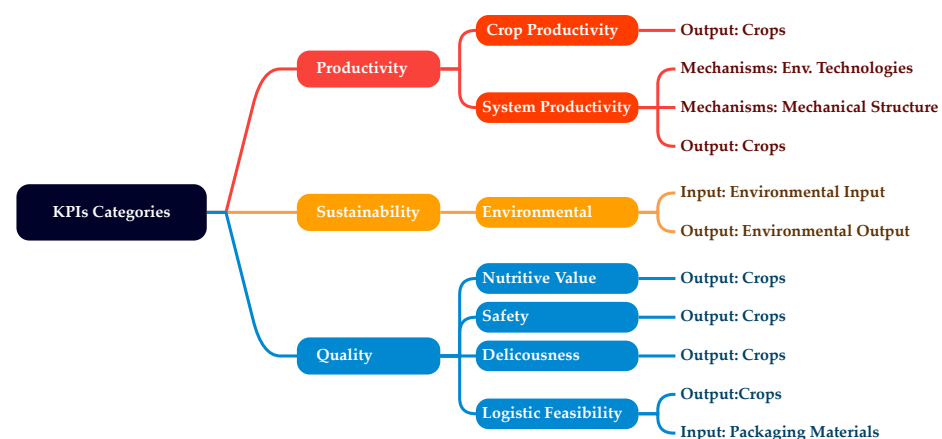 KPIs Categories
Productivity
Crop Productivity
Output: Crops
System Productivity
Mechanisms: Env. Technologies
Mechanisms: Mechanical Structure
Output: Crops
Sustainability
Environmental
Input: Environmental Input
Output: Environmental Output
Quality
Nutritive Value
Output: Crops
Safety
Output: Crops
Delicousness
Output: Crops
Logistic Feasibility
Output:Crops
Input: Packaging Materials